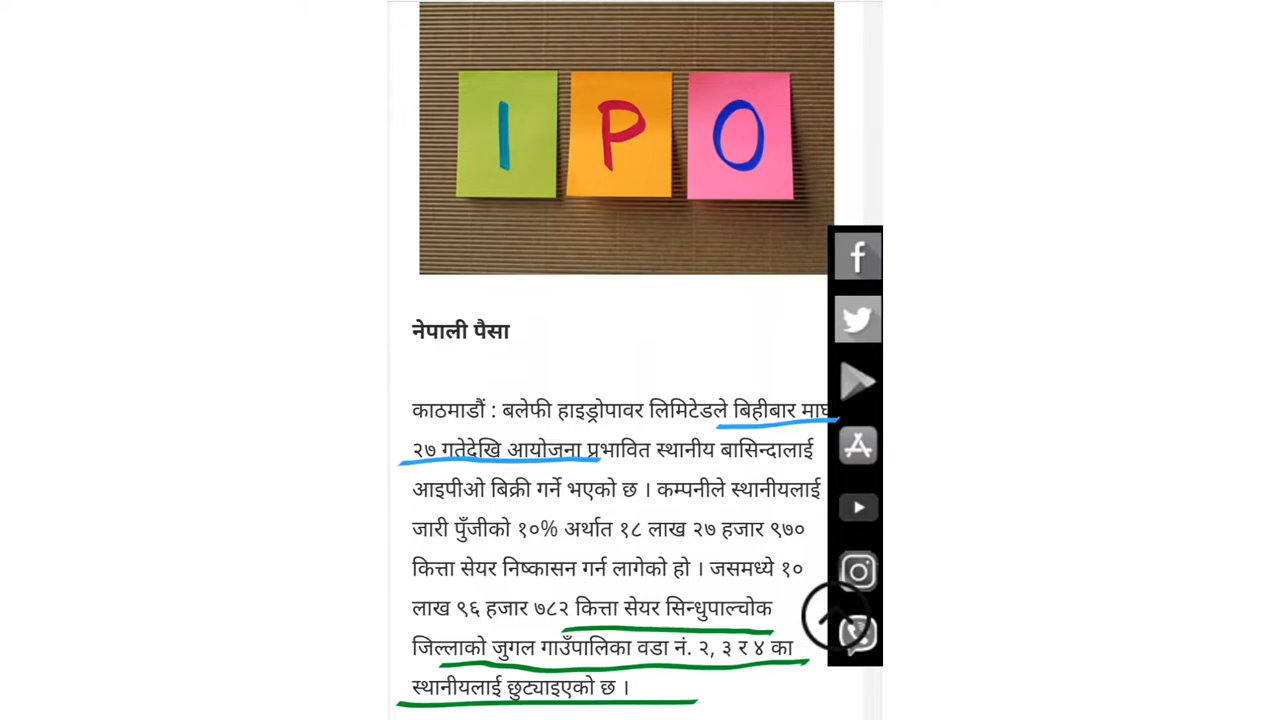 I P O
नेपाली पैसा
काठमाडौं : बलेफी हाइड्रोपावर लिमिटेडले बिहीबार माघ
२७ गतेदेखि आयोजना प्रभावित स्थानीय बासिन्दालाई
आइपीओ बिक्री गर्ने भएको छ । कम्पनीले स्थानीयलाई
जारी पुँजीको १०% अर्थात १८ लाख २७ हजार ९७०
कित्ता सेयर निष्कासन गर्न लागेको हो । जसमध्ये १०
लाख ९६ हजार ७८२ कित्ता सेयर सिन्धुपाल्चोक
जिल्लाको जुगल गाउँपालिका वडा नं. २, ३ र ४ का
स्थानीयलाई छुट्याइएको छ ।